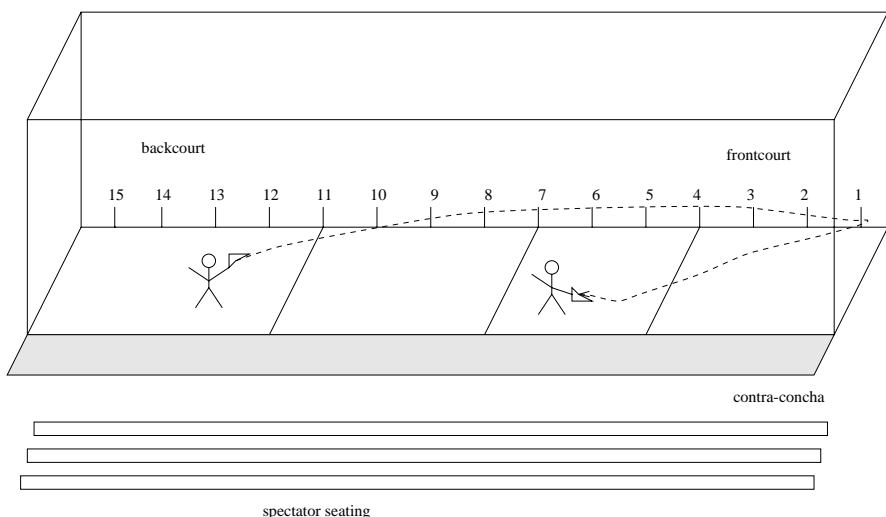 backcourt
frontcourt
15 14 13 12 11 10 9 8 7 6 5 4 3 2 1
contra-concha
spectator seating